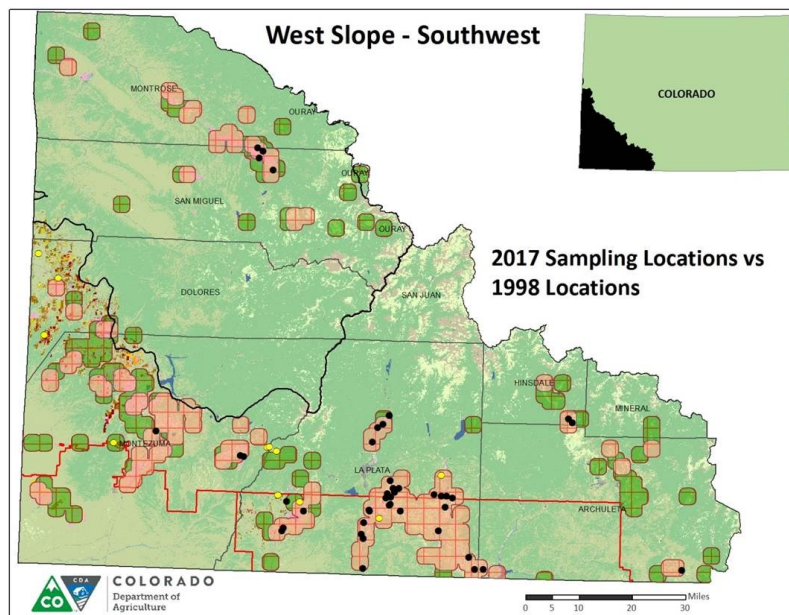 West Slope - Southwest
COLORADO
MONTROSE
OURAY
OURAY
SAN MIGUEL
OURAY
2017 Sampling Locations vs
1998 Locations
DOLORES
SAN JUAN
HINSDALE
MINERAL
MONTEZUMA
LA PLATA
ARCHULETA
CO
CDA
COLORADO
Department of
Agriculture
Miles
0 5 10 20 30